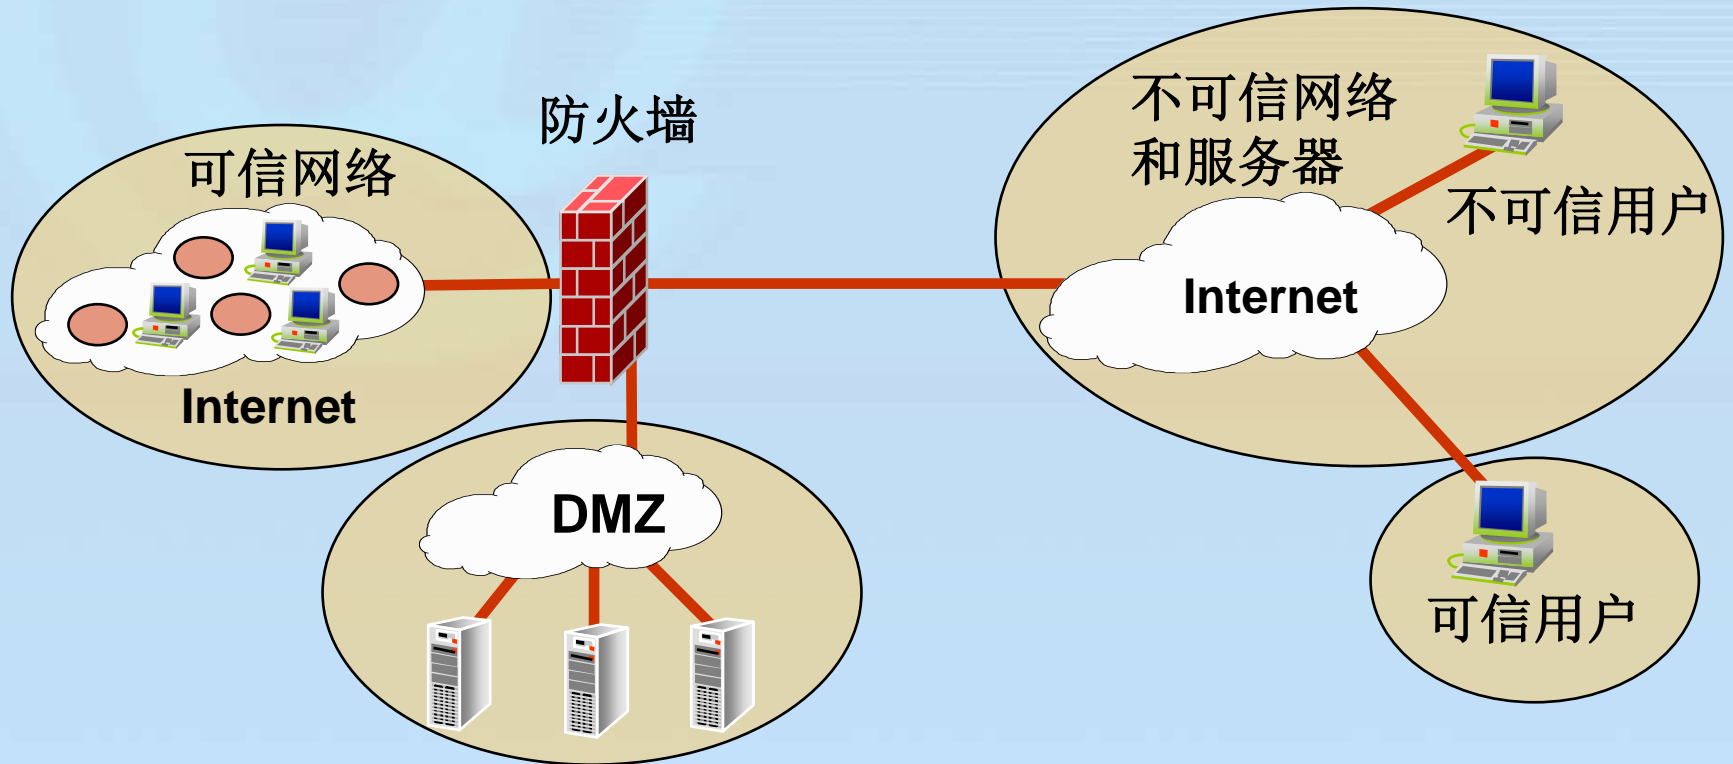 防火墙
可信网络
Internet
DMZ
不可信网络
和服务器
不可信用户
Internet
可信用户